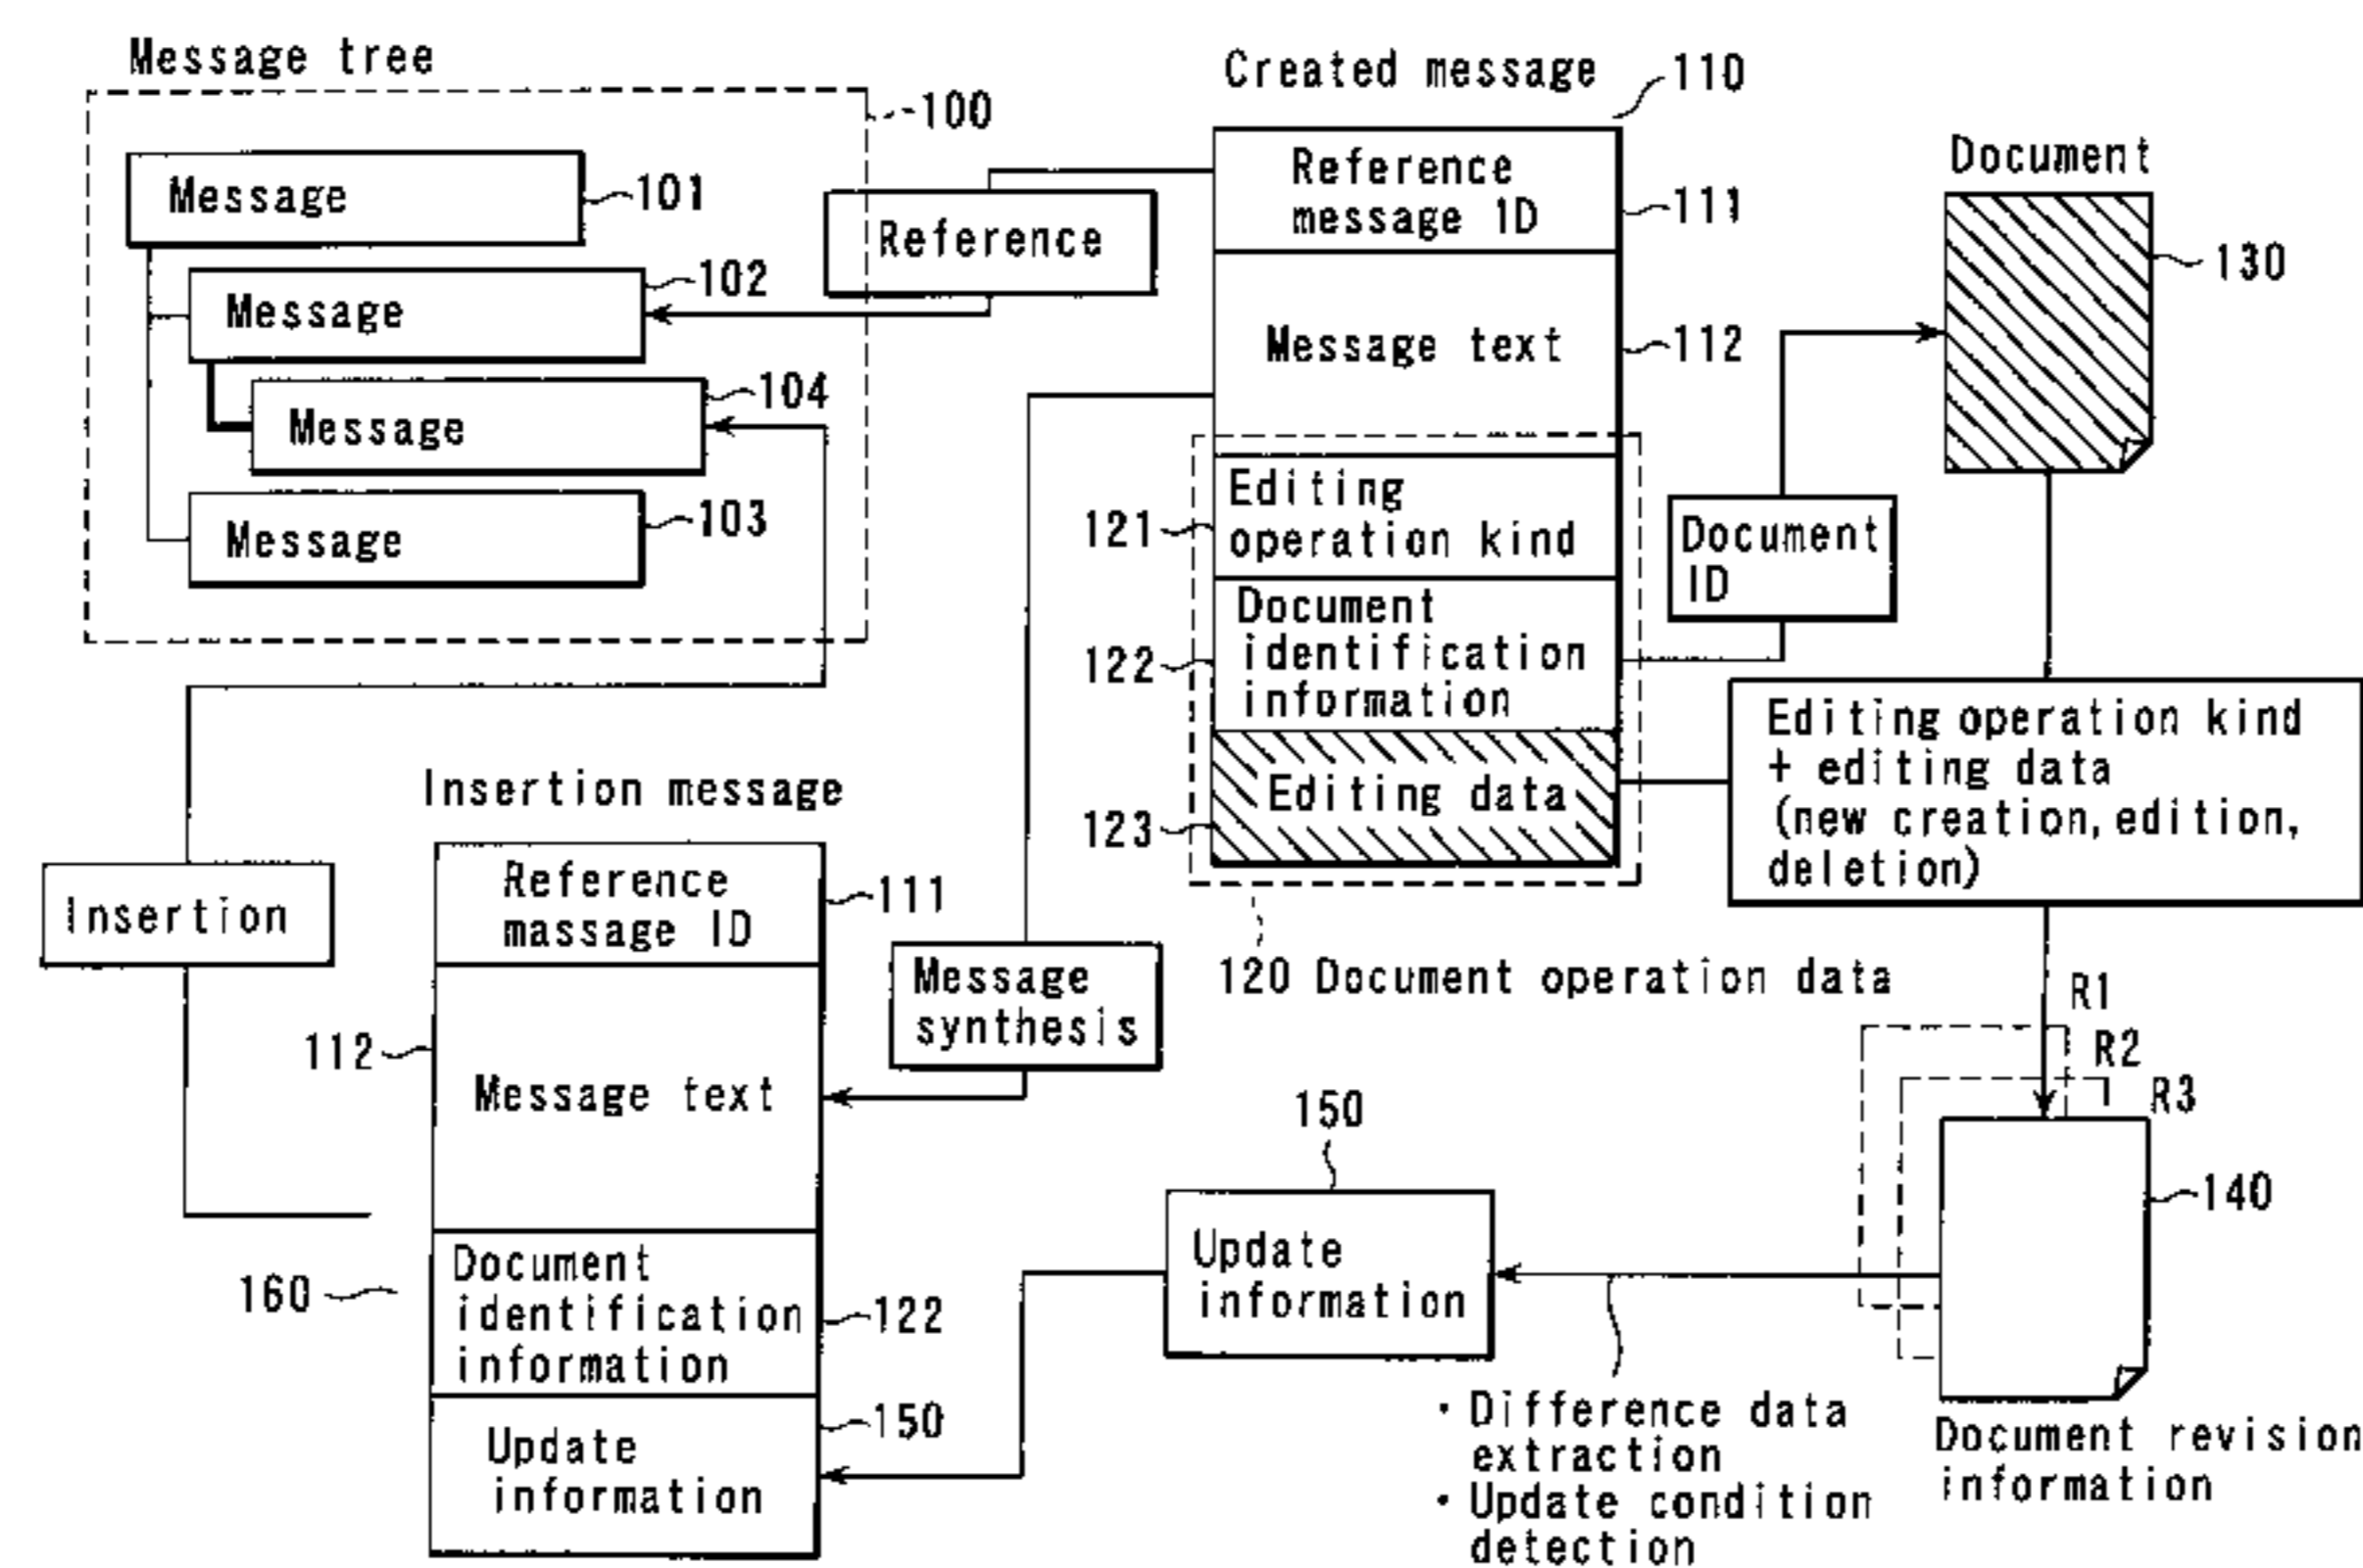 Message tree
100
Message
101
Message
102
Message
104
Message
103
Reference
Created message
110
Reference
message ID
111
Message text
112
Editing
operation kind
121
Document
identification
information
122
Editing data
123
120 Document operation data
Document
130
Document
ID
Editing operation kind
+ editing data
(new creation, edition,
deletion)
Insertion
Insertion message
Reference
massage ID
111
112
Message text
Message
synthesis
160
Document
identification
information
122
Update
information
150
150
Update
information
R1
R2
R3
140
Document revision
information
・Difference data
extraction
・Update condition
detection